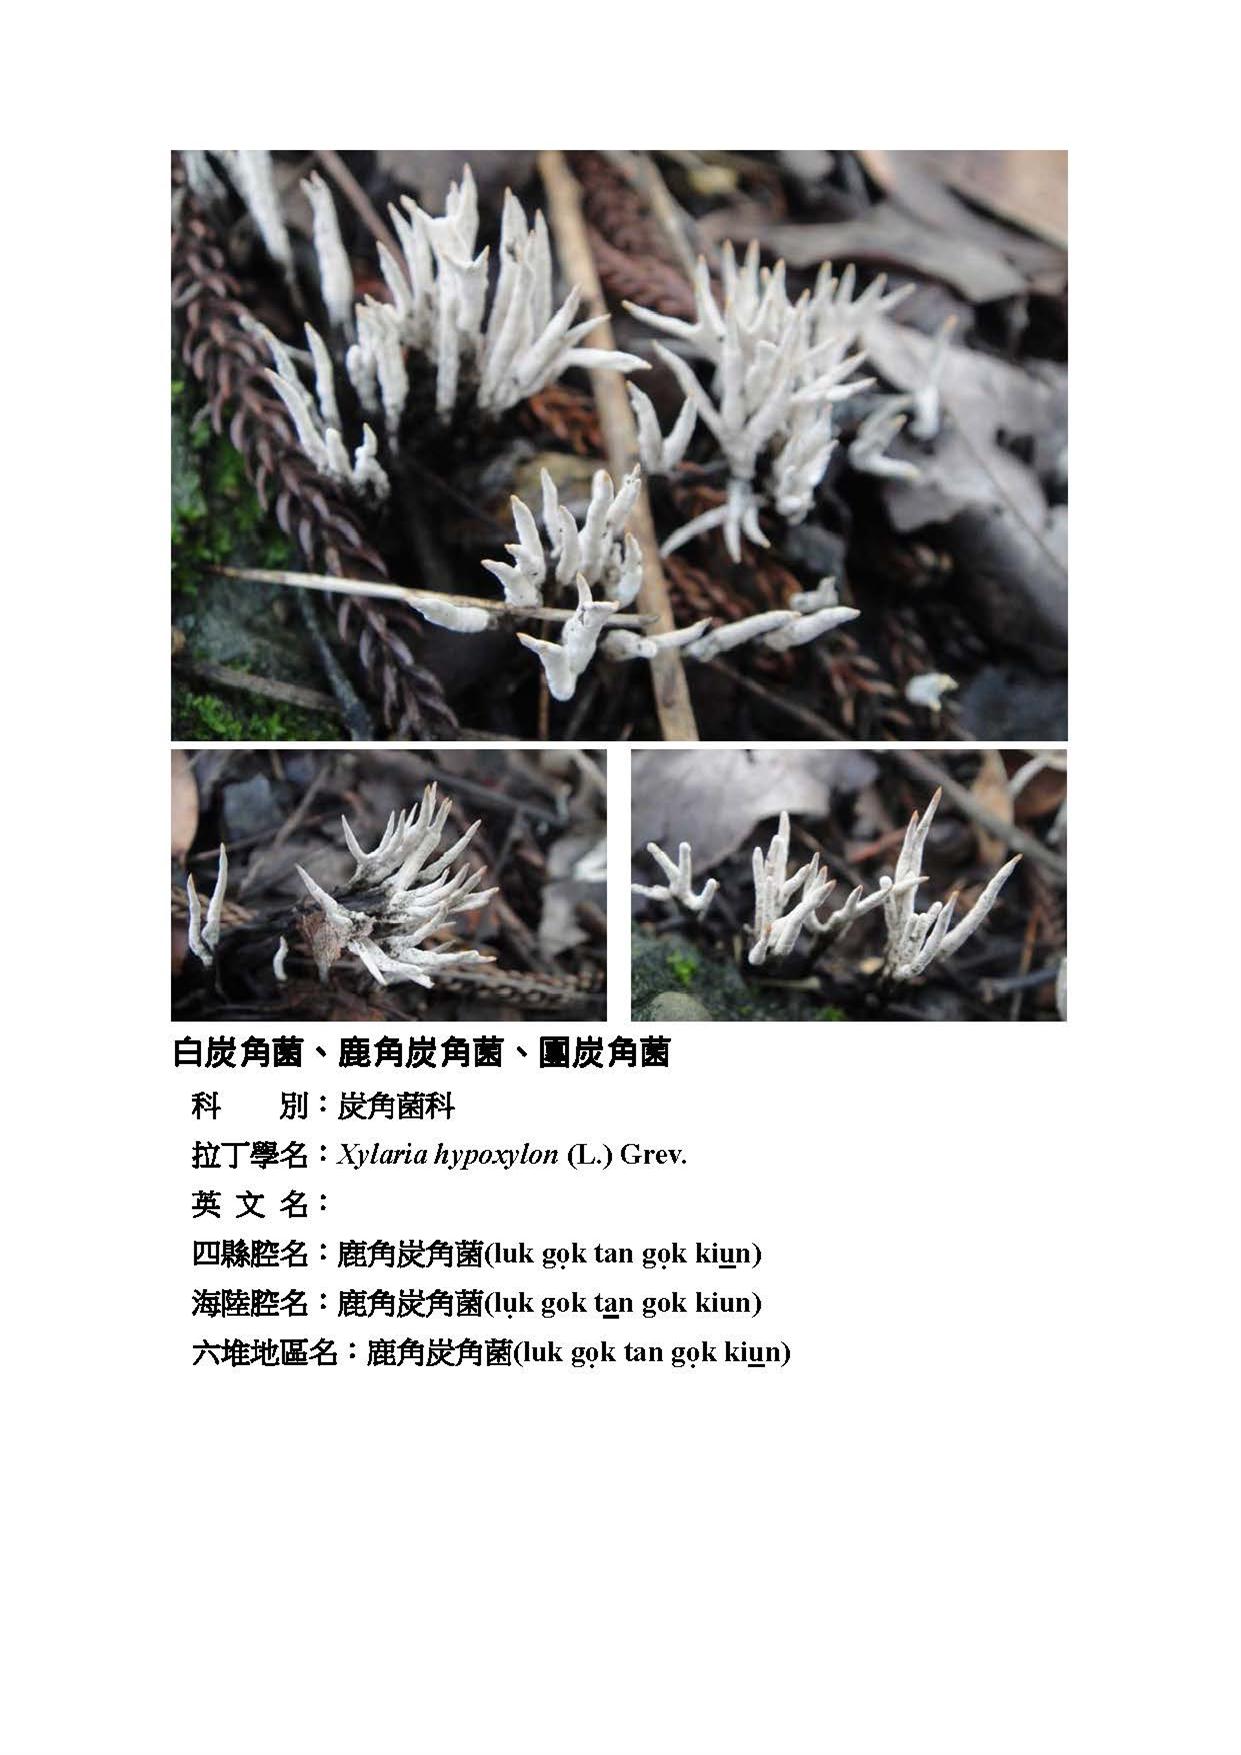 白炭角菌、鹿角炭角菌、團炭角菌
科　　別：炭角菌科
拉丁學名：Xylaria hypoxylon (L.) Grev.
英 文 名：
四縣腔名：鹿角炭角菌(luk gọk tan gọk kiu̲n)
海陸腔名：鹿角炭角菌(lụk gok ta̲n gok kiun)
六堆地區名：鹿角炭角菌(luk gọk tan gọk kiu̲n)